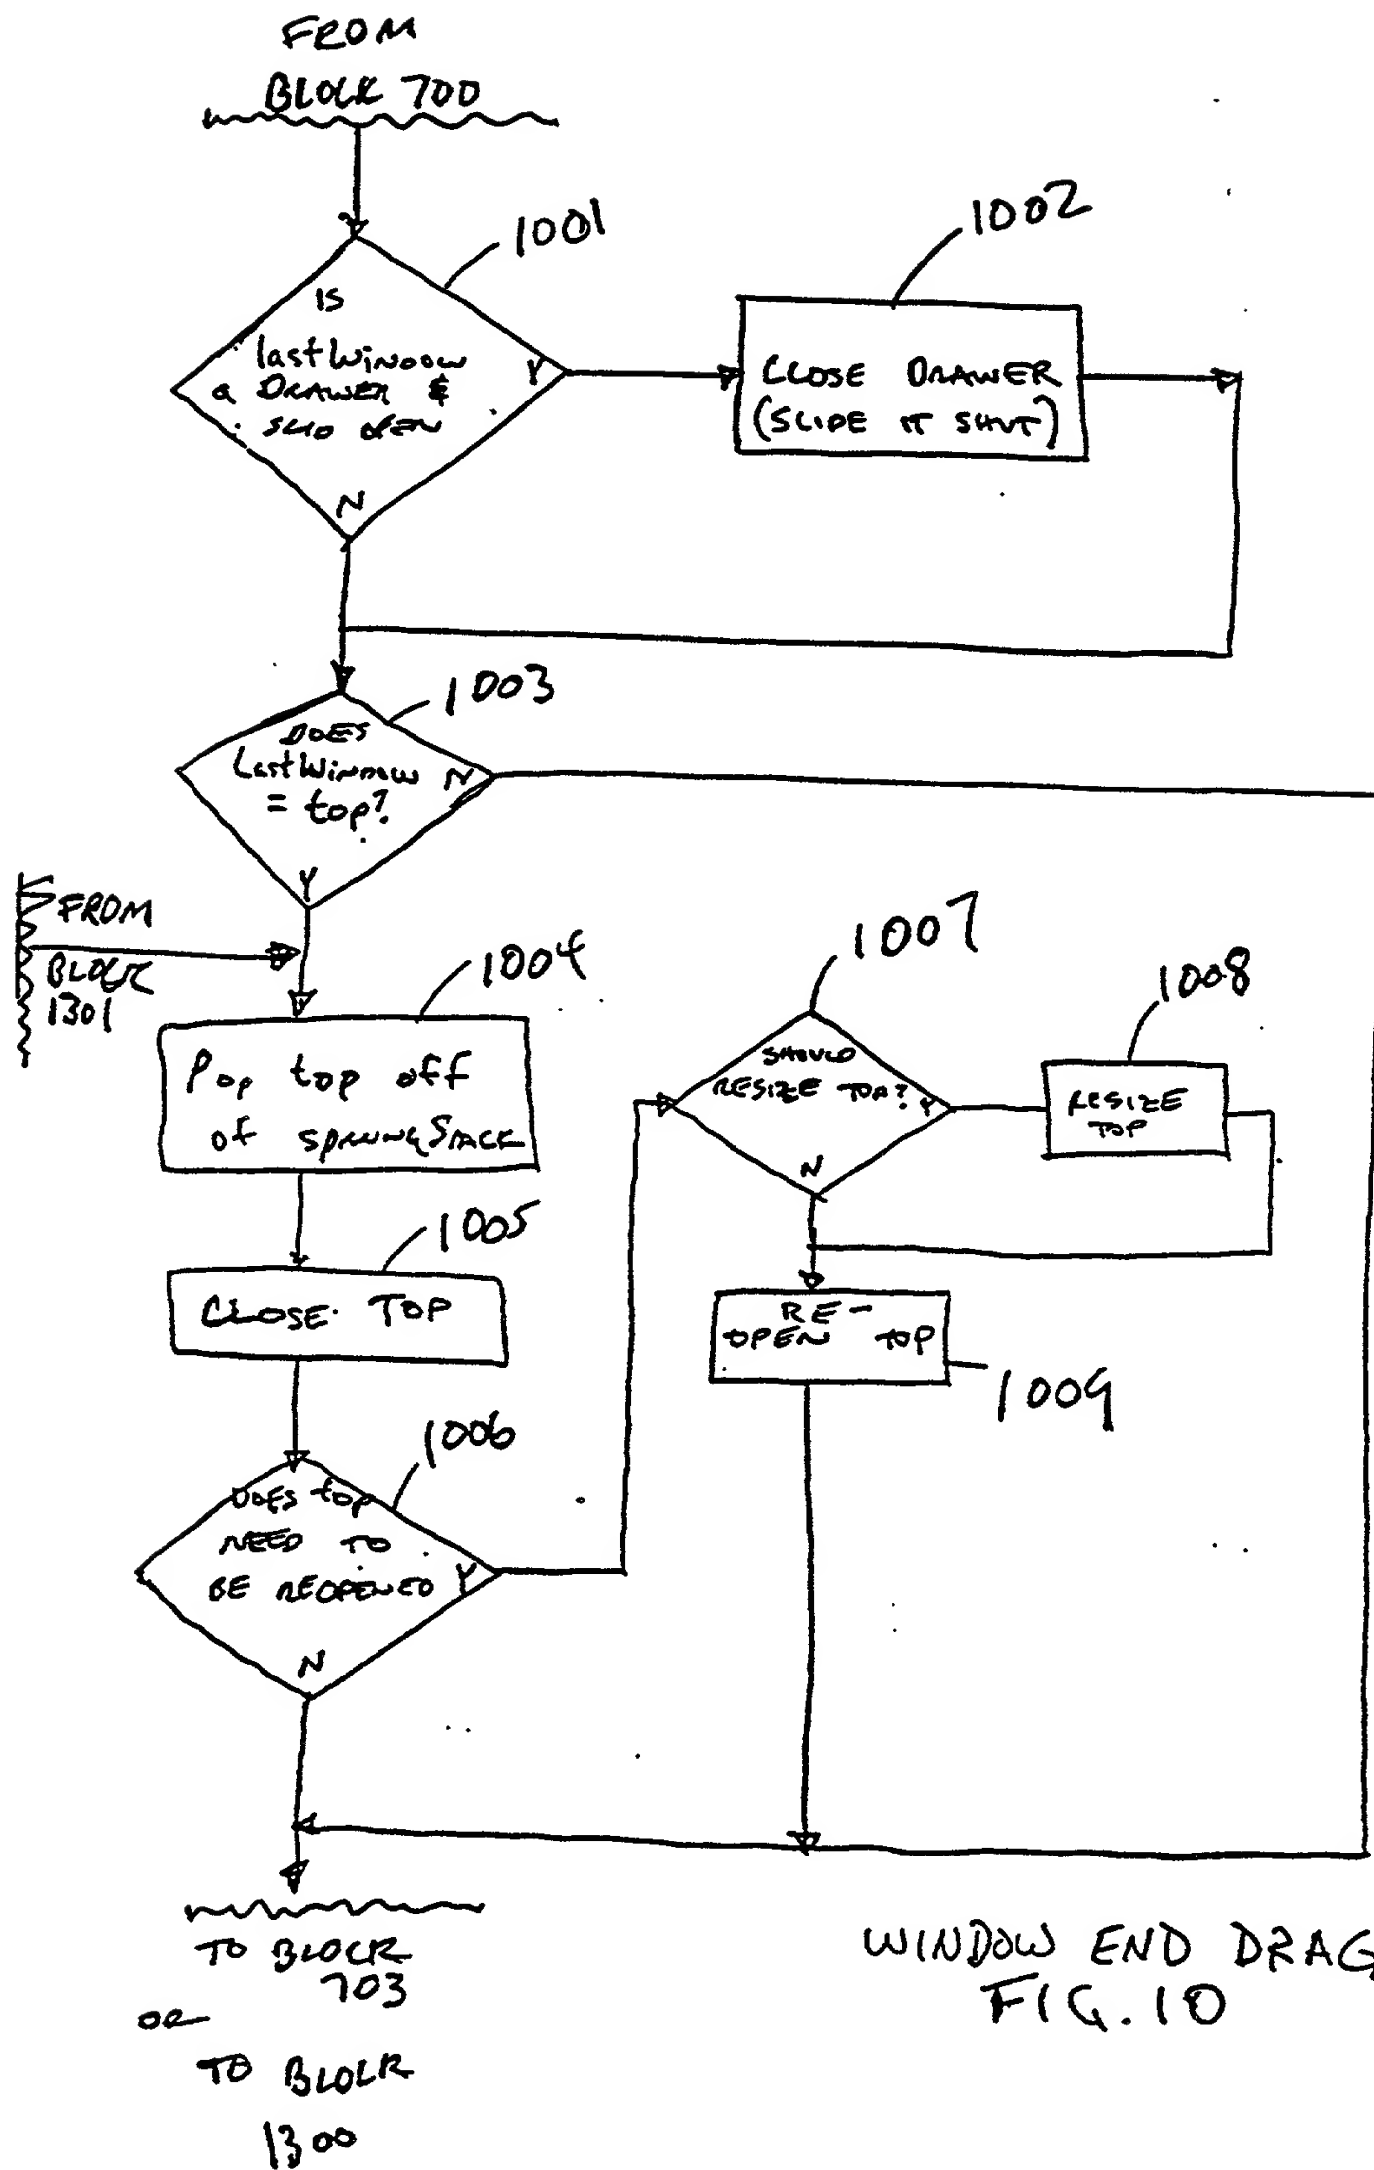 FROM
BLOCK 700
1001
IS
lastWindow
a DRAWER &
SLID OPEN
Y
N
1002
CLOSE DRAWER
(SLIDE IT SHUT)
1003
DOES
LastWindow
= top?
N
Y
FROM
BLOCK
1301
1004
Pop top off
of sprungStack
1005
CLOSE TOP
1006
DOES top
NEED TO
BE REOPENED
Y
N
1007
SHOULD
RESIZE TOP?
Y
N
1008
RESIZE
TOP
RE-
OPEN TOP
1009
TO BLOCK
703
OR
TO BLOCK
1300
WINDOW END DRAG
FIG. 10